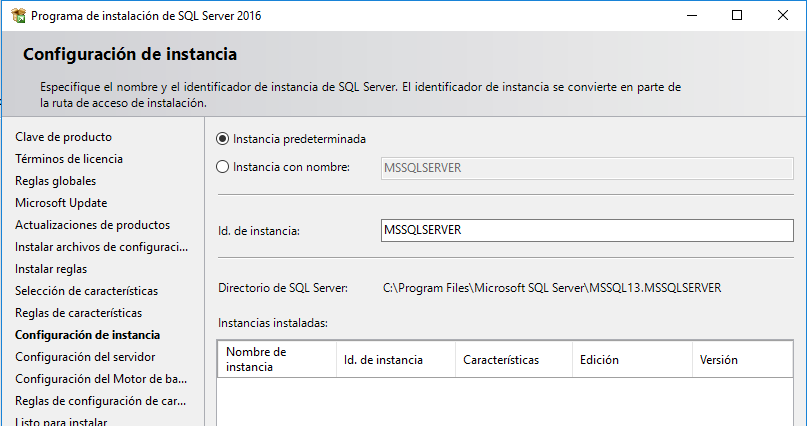 Programa de instalación de SQL Server 2016
Configuración de instancia
Especifique el nombre y el identificador de instancia de SQL Server. El identificador de instancia se convierte en parte de
la ruta de acceso de instalación.
Clave de producto
Términos de licencia
Reglas globales
Microsoft Update
Actualizaciones de productos
Instalar archivos de configuraci...
Instalar reglas
Selección de características
Reglas de características
Configuración de instancia
Configuración del servidor
Configuración del Motor de ba...
Reglas de configuración de car...
Listo para instalar
Instancia predeterminada
Instancia con nombre: MSSQLSERVER
Id. de instancia: MSSQLSERVER
Directorio de SQL Server: C:\Program Files\Microsoft SQL Server\MSSQL13.MSSQLSERVER
Instancias instaladas:
Nombre de
instancia
Id. de instancia
Características
Edición
Versión